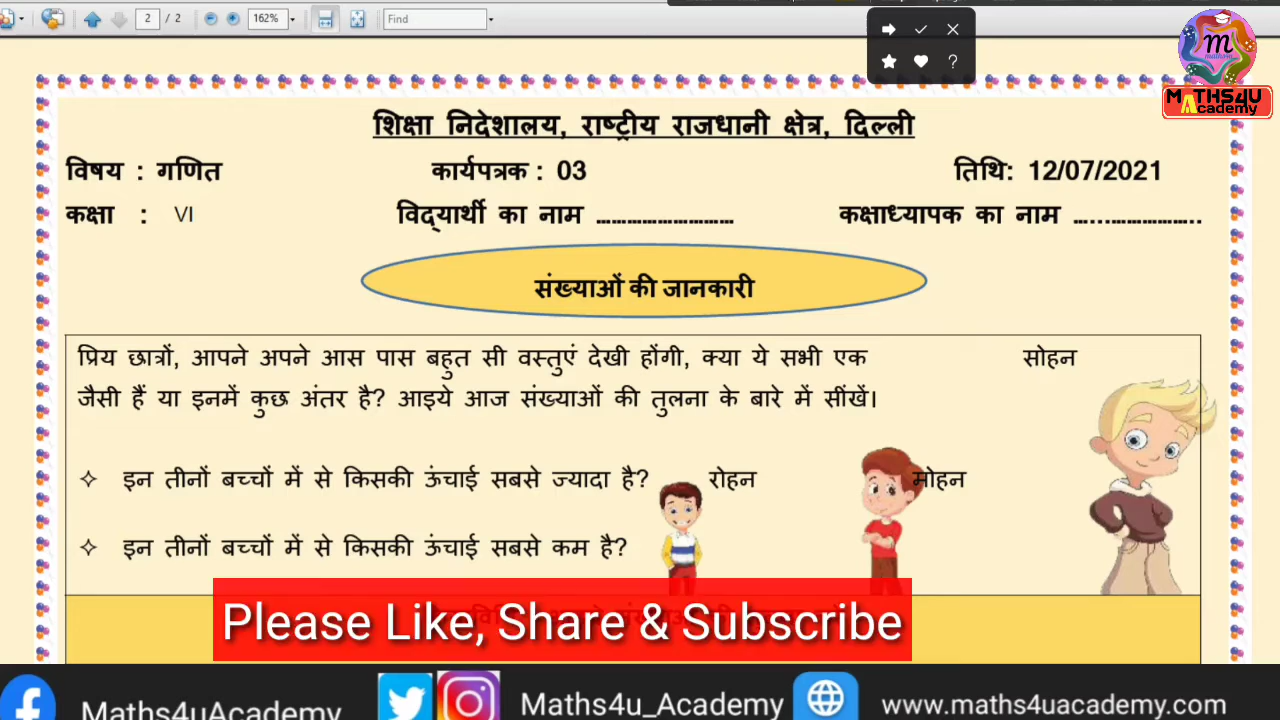 2 / 2
162%
Find
m
maths4u
MATHS4U
Academy
शिक्षा निदेशालय, राष्ट्रीय राजधानी क्षेत्र, दिल्ली
विषय : गणित कार्यपत्रक : 03 तिथि: 12/07/2021
कक्षा : VI विद्यार्थी का नाम ……………………… कक्षाध्यापक का नाम …..……………..
संख्याओं की जानकारी
प्रिय छात्रों, आपने अपने आस पास बहुत सी वस्तुएं देखी होंगी, क्या ये सभी एक सोहन
जैसी हैं या इनमें कुछ अंतर है? आइये आज संख्याओं की तुलना के बारे में सींखें।
✧ इन तीनों बच्चों में से किसकी ऊंचाई सबसे ज्यादा है? रोहन मोहन
✧ इन तीनों बच्चों में से किसकी ऊंचाई सबसे कम है?
Please Like, Share & Subscribe
Maths4uAcademy Maths4u_Academy www.maths4uacademy.com